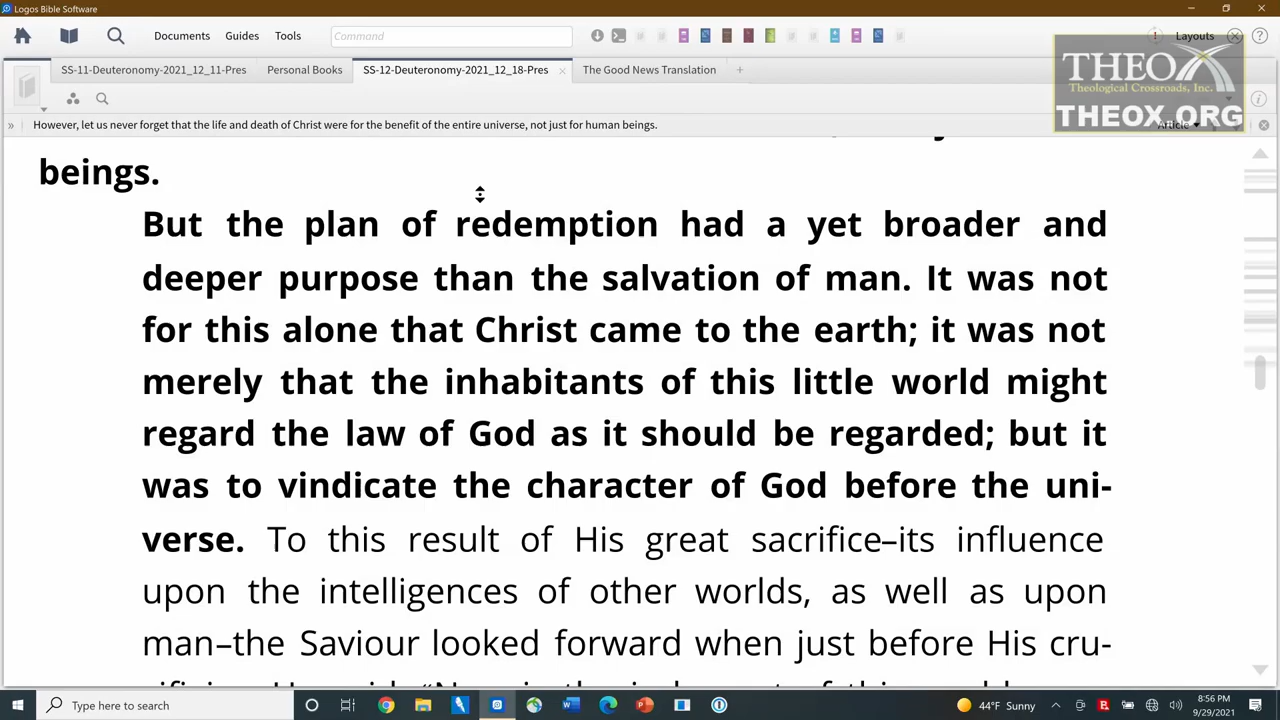 Logos Bible Software
Documents Guides Tools Command Layouts
SS-11-Deuteronomy-2021_12_11-Pres Personal Books SS-12-Deuteronomy-2021_12_18-Pres The Good News Translation
THEOX
Theological Crossroads, Inc.
THEOX.ORG
However, let us never forget that the life and death of Christ were for the benefit of the entire universe, not just for human beings.
Article
beings.
But the plan of redemption had a yet broader and
deeper purpose than the salvation of man. It was not
for this alone that Christ came to the earth; it was not
merely that the inhabitants of this little world might
regard the law of God as it should be regarded; but it
was to vindicate the character of God before the uni-
verse. To this result of His great sacrifice–its influence
upon the intelligences of other worlds, as well as upon
man–the Saviour looked forward when just before His cru-
Type here to search
44°F Sunny
8:56 PM
9/29/2021